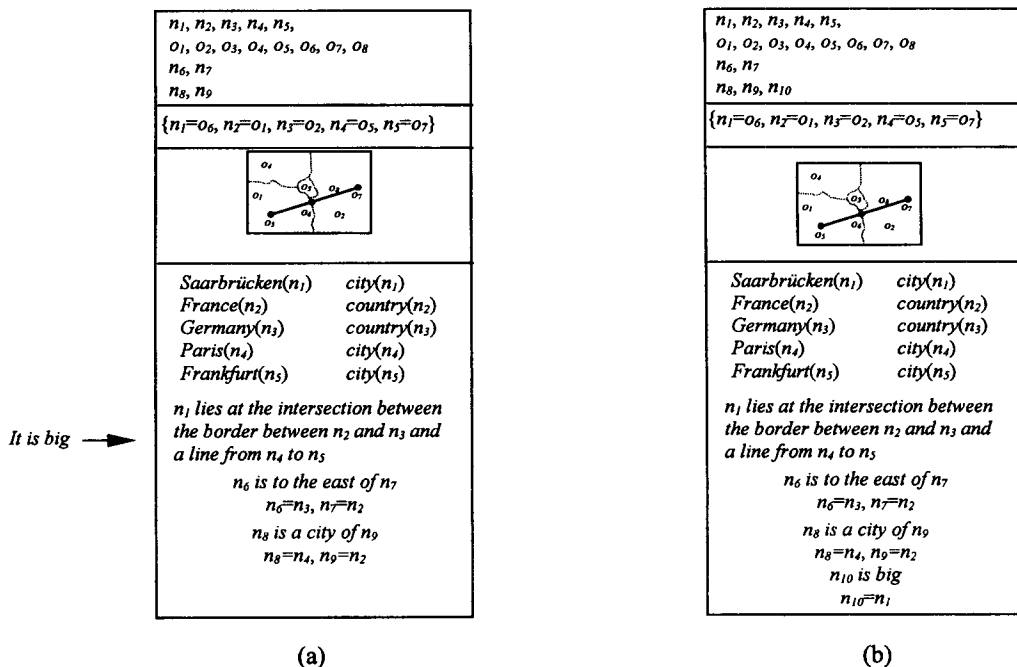 n₁, n₂, n₃, n₄, n₅,
o₁, o₂, o₃, o₄, o₅, o₆, o₇, o₈
n₆, n₇
n₈, n₉
{n₁=o₆, n₂=o₁, n₃=o₂, n₄=o₅, n₅=o₇}
o₄
o₈
o₇
o₁
o₂
Saarbrücken(n₁) city(n₁)
France(n₂) country(n₂)
Germany(n₃) country(n₃)
Paris(n₄) city(n₄)
Frankfurt(n₅) city(n₅)
n₁ lies at the intersection between
the border between n₂ and n₃ and
a line from n₄ to n₅
It is big
n₆ is to the east of n₇
n₆=n₃, n₇=n₂
n₈ is a city of n₉
n₈=n₄, n₉=n₂
(a)
n₁, n₂, n₃, n₄, n₅,
o₁, o₂, o₃, o₄, o₅, o₆, o₇, o₈
n₆, n₇
n₈, n₉, n₁₀
{n₁=o₆, n₂=o₁, n₃=o₂, n₄=o₅, n₅=o₇}
o₄
o₃
o₈
o₇
o₁
o₆
o₂
o₅
Saarbrücken(n₁) city(n₁)
France(n₂) country(n₂)
Germany(n₃) country(n₃)
Paris(n₄) city(n₄)
Frankfurt(n₅) city(n₅)
n₁ lies at the intersection between
the border between n₂ and n₃ and
a line from n₄ to n₅
n₆ is to the east of n₇
n₆=n₃, n₇=n₂
n₈ is a city of n₉
n₈=n₄, n₉=n₂
n₁₀ is big
n₁₀=n₁
(b)